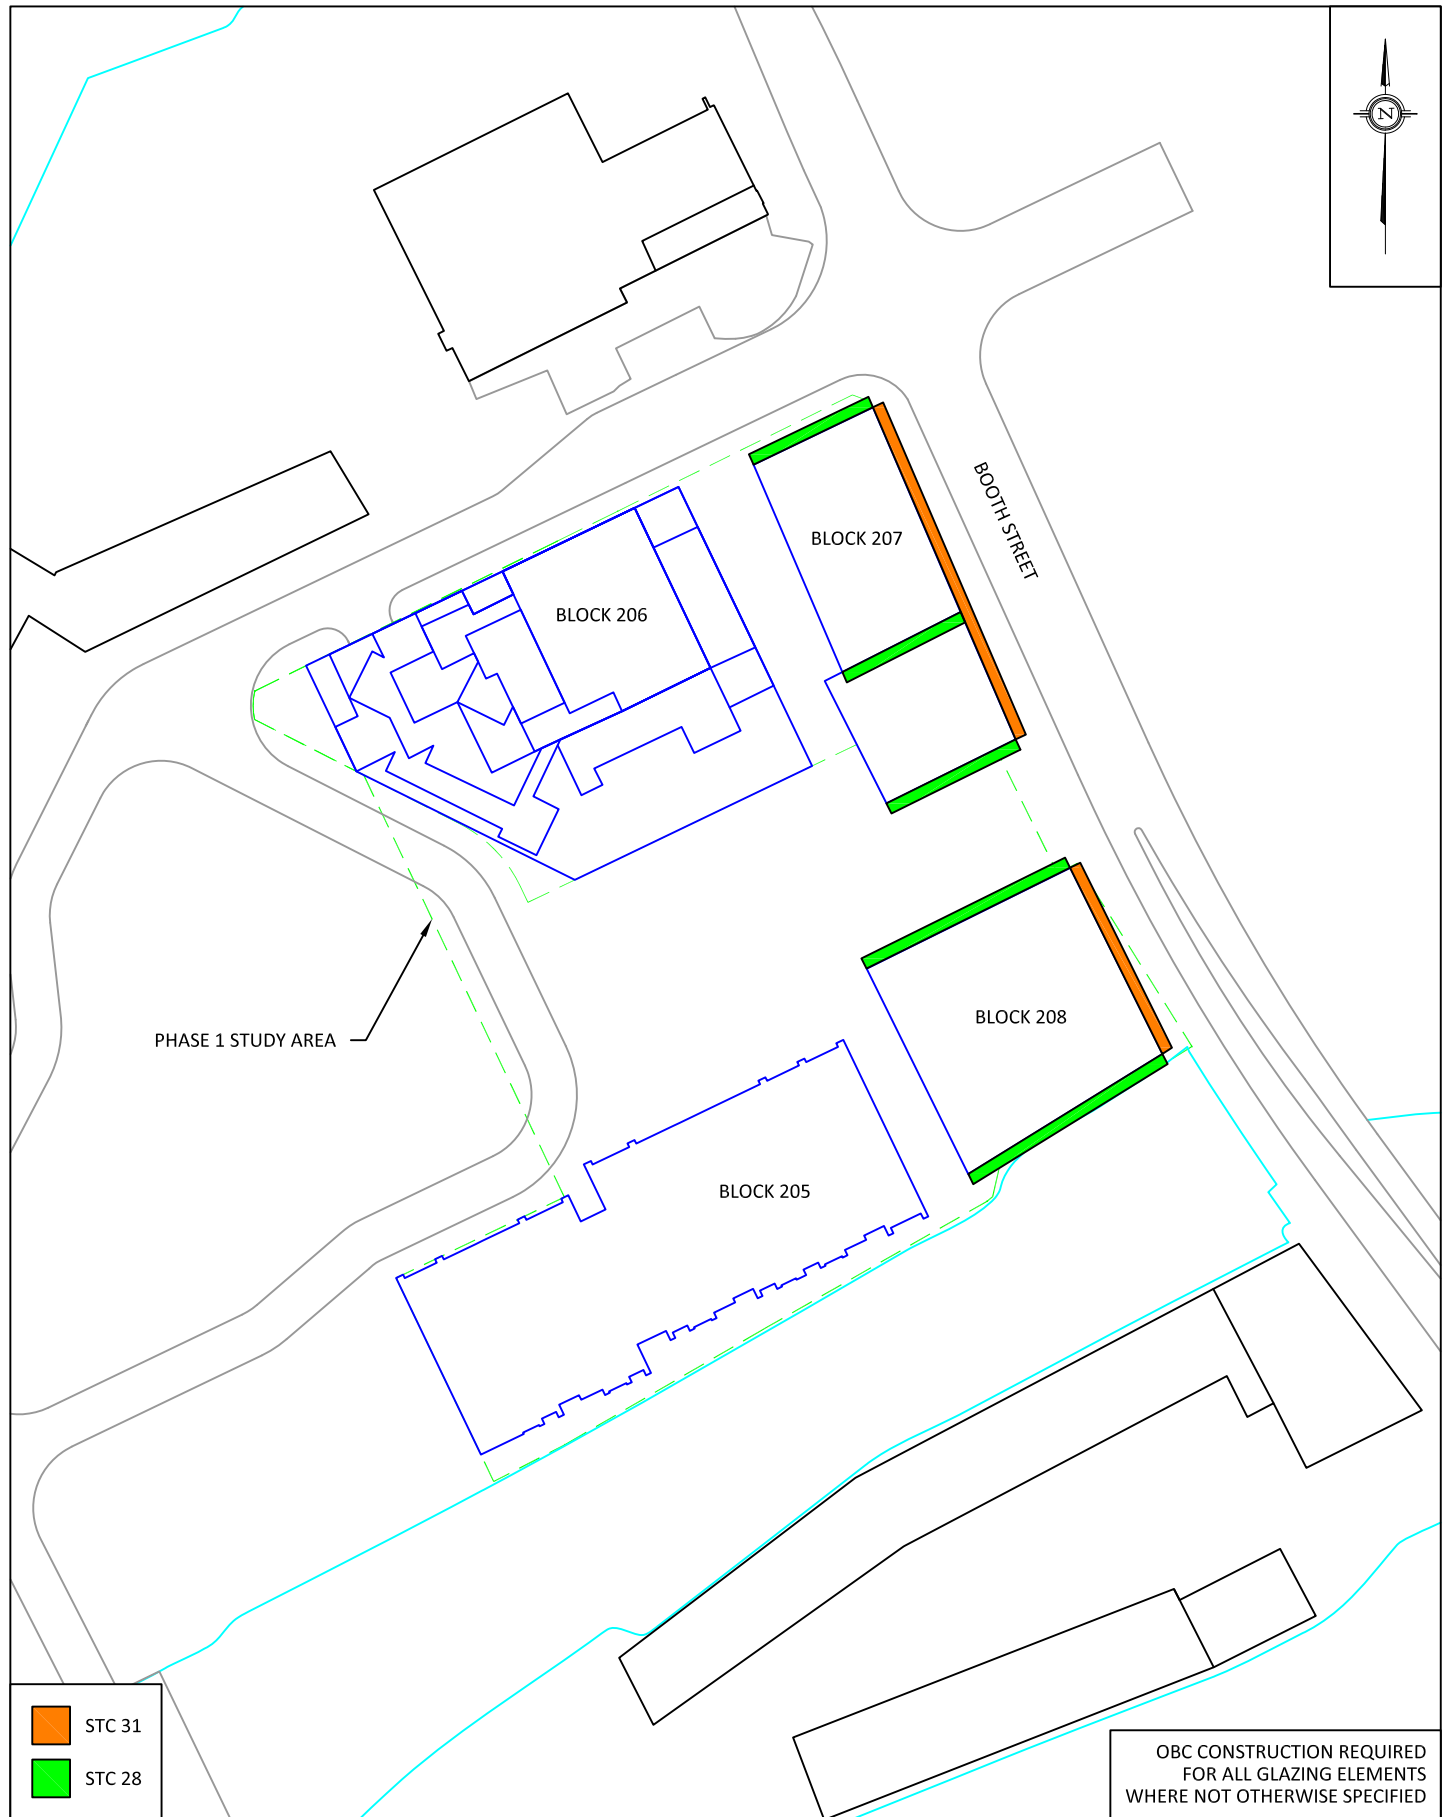 N
BLOCK 207
BOOTH STREET
BLOCK 206
BLOCK 208
PHASE 1 STUDY AREA
BLOCK 205
STC 31
STC 28
OBC CONSTRUCTION REQUIRED
FOR ALL GLAZING ELEMENTS
WHERE NOT OTHERWISE SPECIFIED